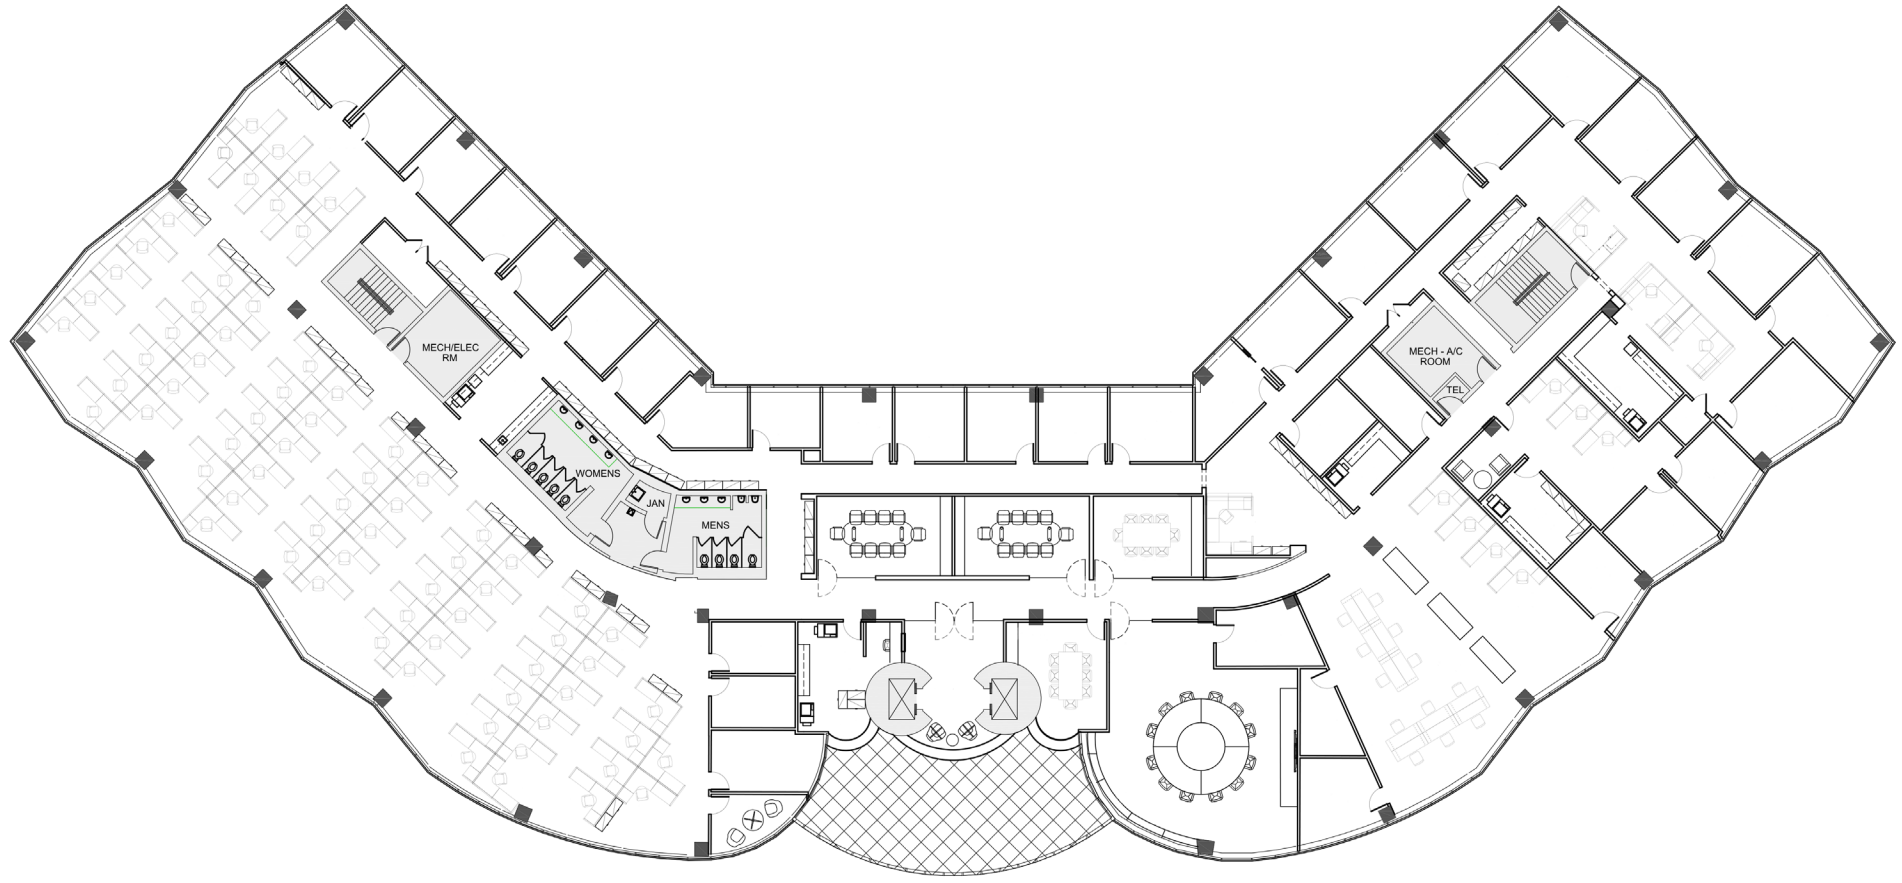 MECH/ELEC
RM
WOMENS
JAN
MENS
MECH - A/C
ROOM
TEL